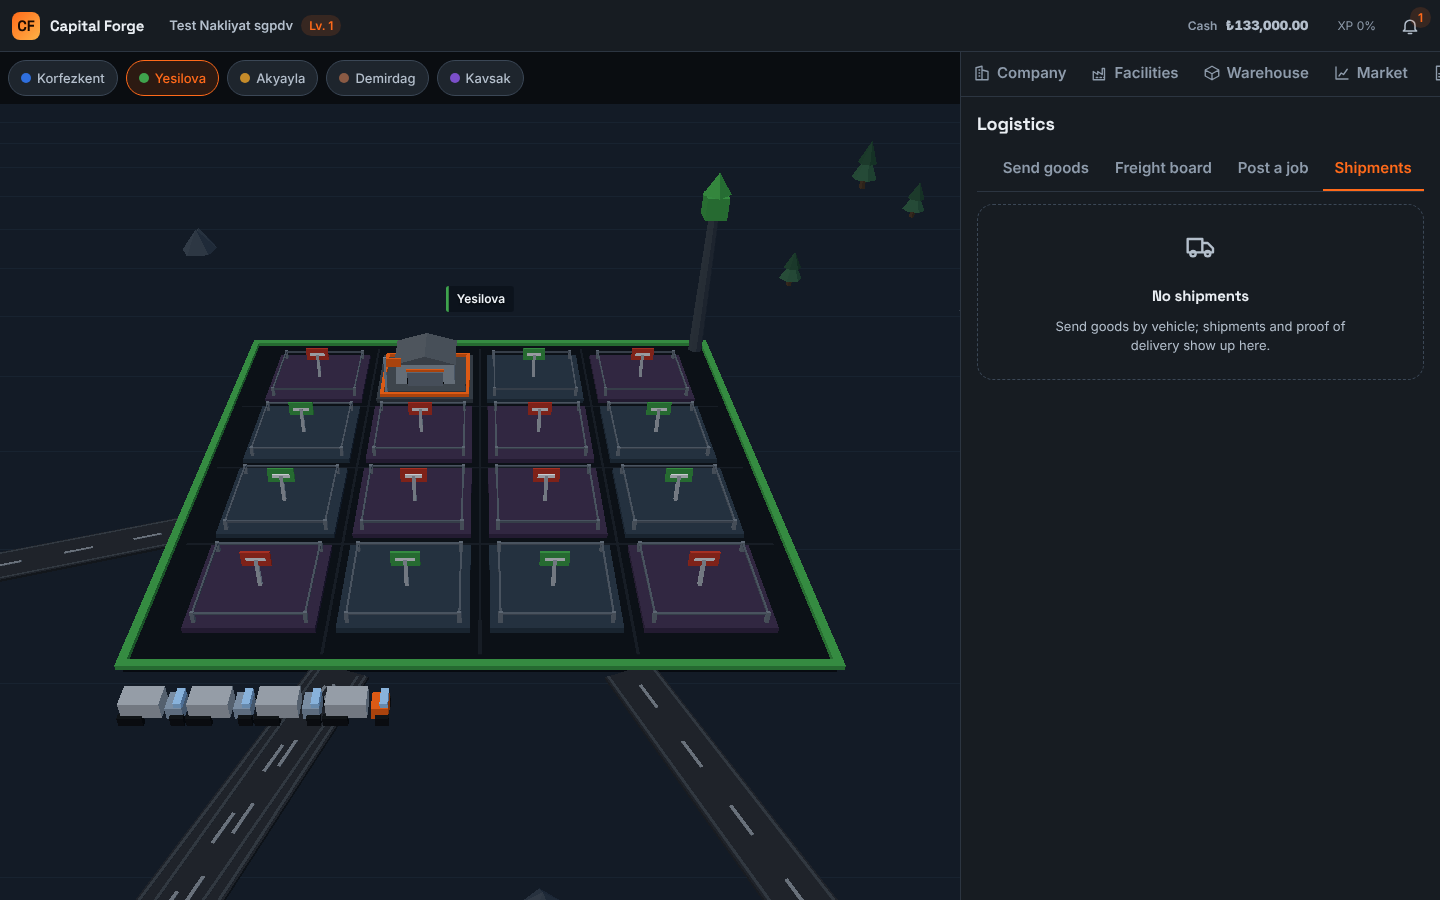 CF Capital Forge Test Nakliyat sgpdv Lv. 1 Cash ₺133,000.00 XP 0% 1
Korfezkent Yesilova Akyayla Demirdag Kavsak
Company Facilities Warehouse Market
Logistics
Send goods Freight board Post a job Shipments
No shipments
Send goods by vehicle; shipments and proof of
delivery show up here.
Yesilova